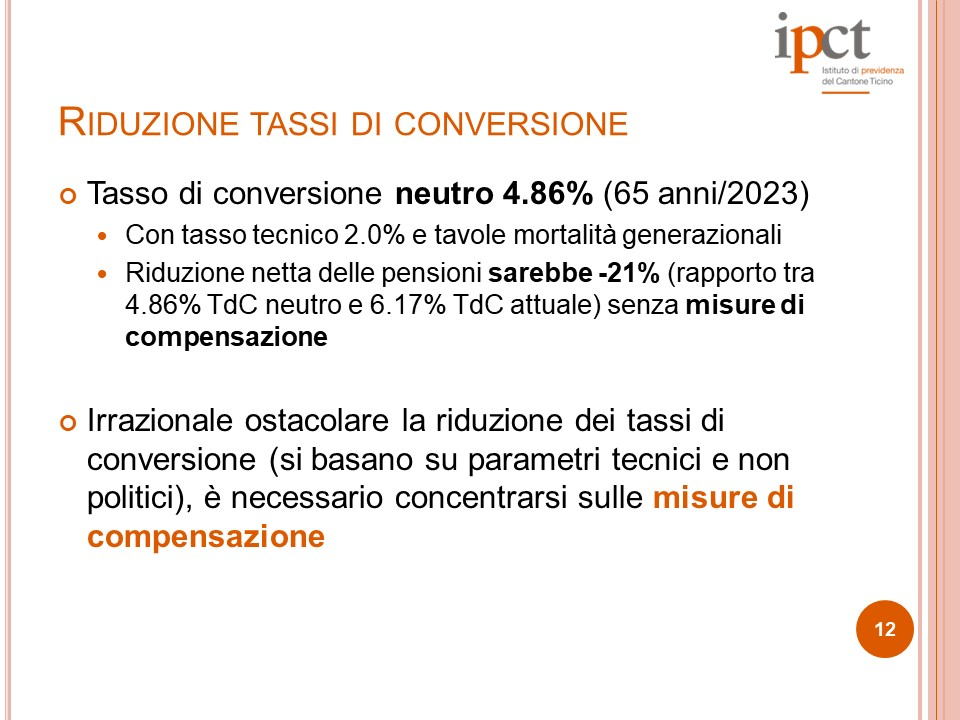 ipct
Istituto di previdenza
del Cantone Ticino
RIDUZIONE TASSI DI CONVERSIONE
Tasso di conversione neutro 4.86% (65 anni/2023)
Con tasso tecnico 2.0% e tavole mortalità generazionali
Riduzione netta delle pensioni sarebbe -21% (rapporto tra
4.86% TdC neutro e 6.17% TdC attuale) senza misure di
compensazione
Irrazionale ostacolare la riduzione dei tassi di
conversione (si basano su parametri tecnici e non
politici), è necessario concentrarsi sulle misure di
compensazione
12